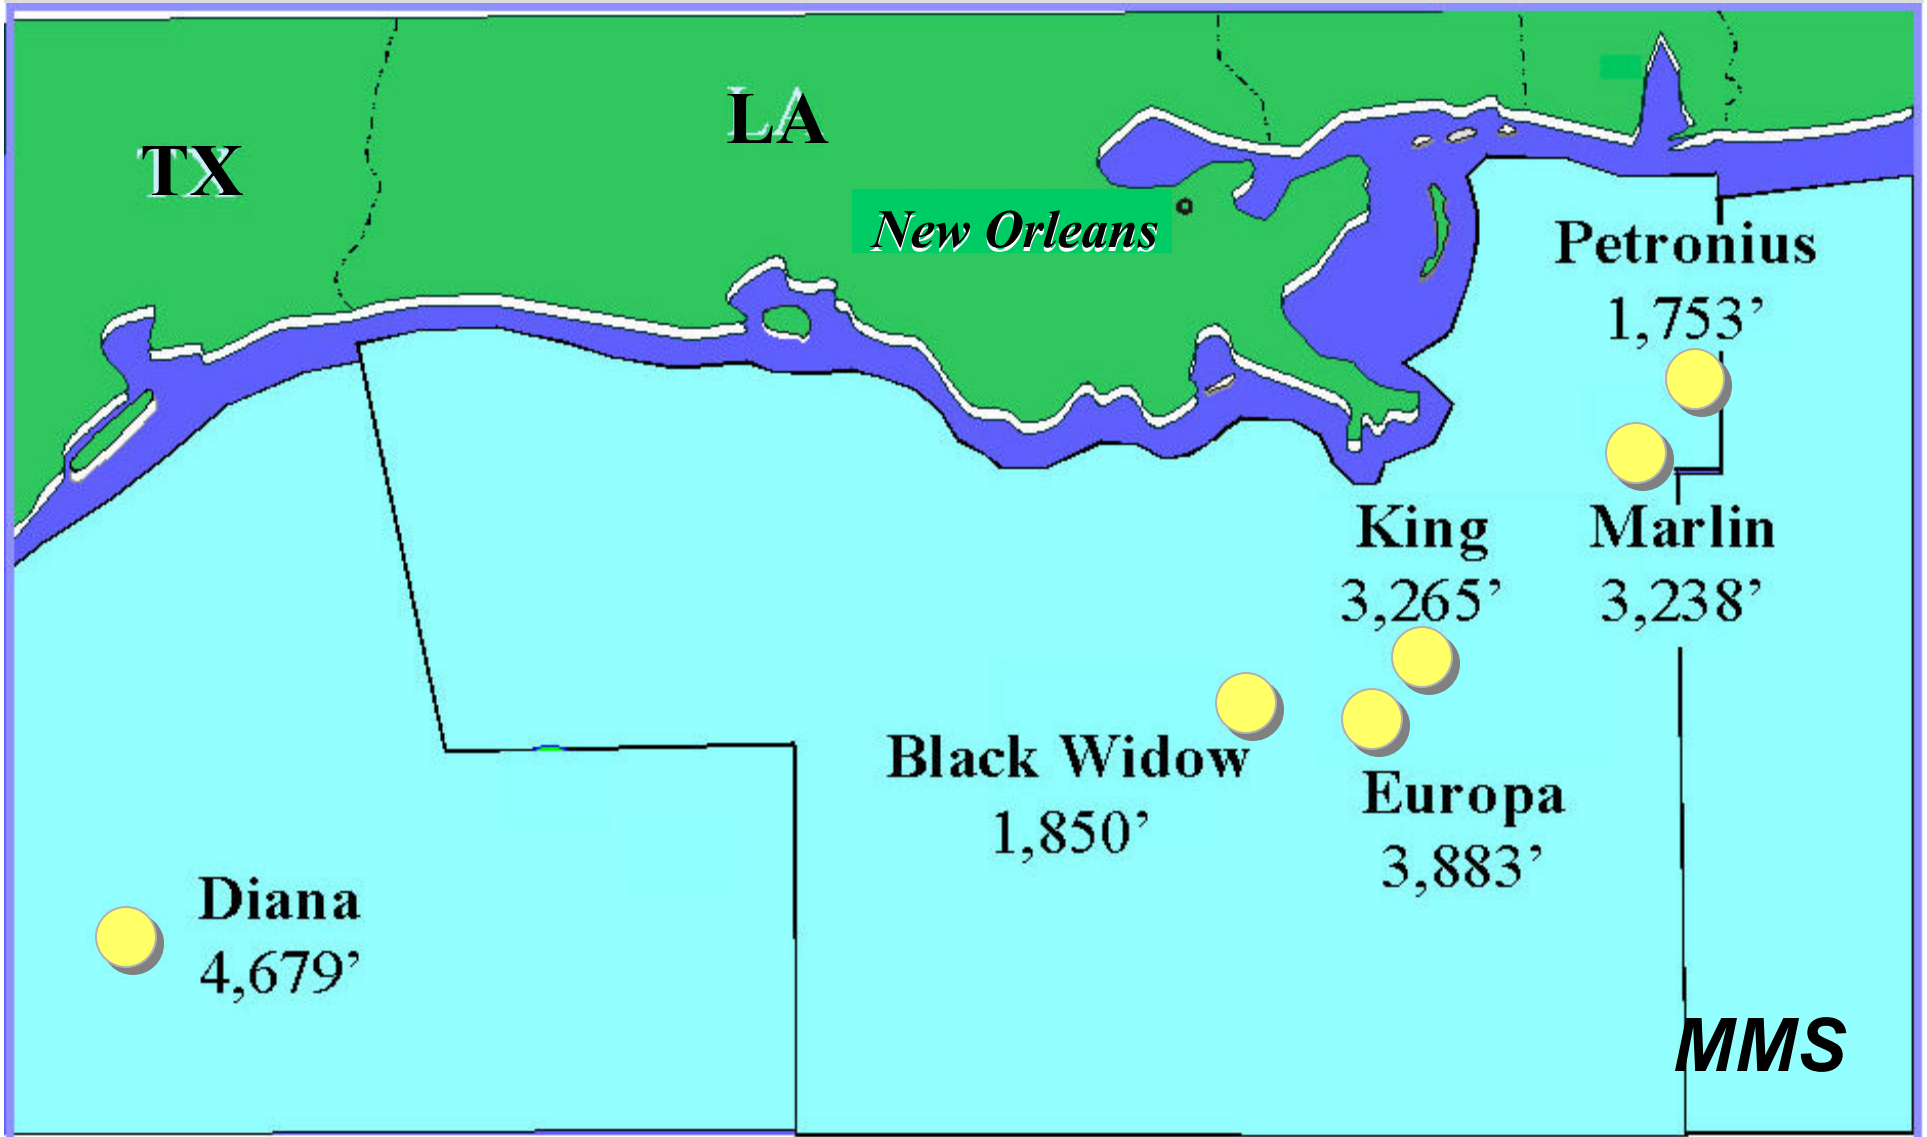 LA
TX
New Orleans
Petronius
1,753’
King
3,265’
Marlin
3,238’
Black Widow
1,850’
Europa
3,883’
Diana
4,679’
MMS